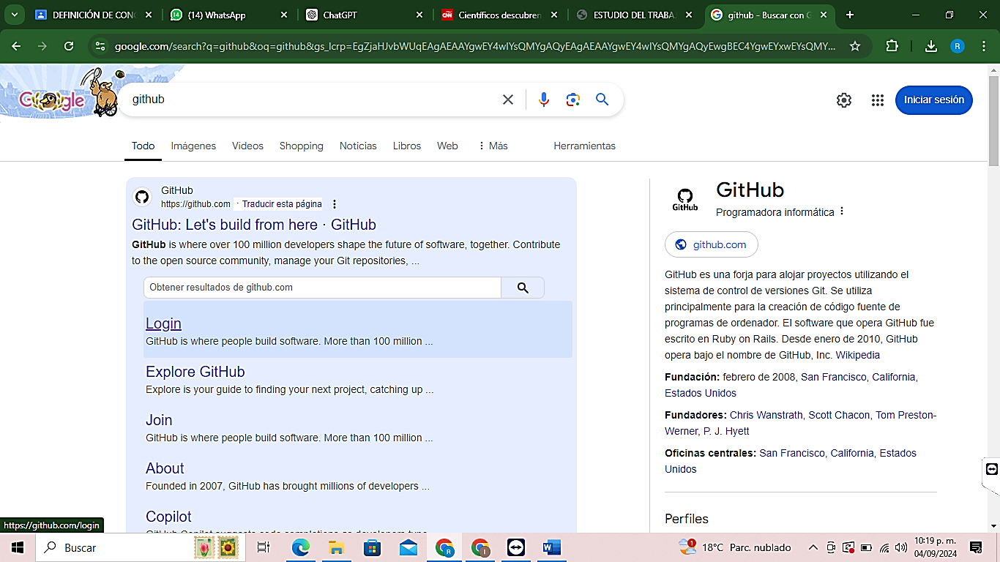 DEFINICIÓN DE CON
(14) WhatsApp
ChatGPT
Científicos descubren
ESTUDIO DEL TRABA
github - Buscar con G
google.com/search?q=github&oq=github&gs_lcrp=EgZjaHJvbWUqEAgAEAAYgwEY4wIYsQMYgAQyEAgAEAAYgwEY4wIYsQMYgAQyEwgBEC4YgwEYxwEYsQMY...
R
Google
github
Iniciar sesión
Todo
Imágenes
Videos
Shopping
Noticias
Libros
Web
Más
Herramientas
GitHub
https://github.com · Traducir esta página
GitHub: Let's build from here · GitHub
GitHub is where over 100 million developers shape the future of software, together. Contribute
to the open source community, manage your Git repositories, ...
Obtener resultados de github.com
Login
GitHub is where people build software. More than 100 million ...
Explore GitHub
Explore is your guide to finding your next project, catching up ...
Join
GitHub is where people build software. More than 100 million ...
About
Founded in 2007, GitHub has brought millions of developers ...
Copilot
GitHub Copilot suggests code completions as developers type
GitHub
GitHub
Programadora informática
github.com
GitHub es una forja para alojar proyectos utilizando el
sistema de control de versiones Git. Se utiliza
principalmente para la creación de código fuente de
programas de ordenador. El software que opera GitHub fue
escrito en Ruby on Rails. Desde enero de 2010, GitHub
opera bajo el nombre de GitHub, Inc. Wikipedia
Fundación: febrero de 2008, San Francisco, California,
Estados Unidos
Fundadores: Chris Wanstrath, Scott Chacon, Tom Preston-
Werner, P. J. Hyett
Oficinas centrales: San Francisco, California, Estados
Unidos
Perfiles
https://github.com/login
Buscar
18°C Parc. nublado
10:19 p. m.
04/09/2024